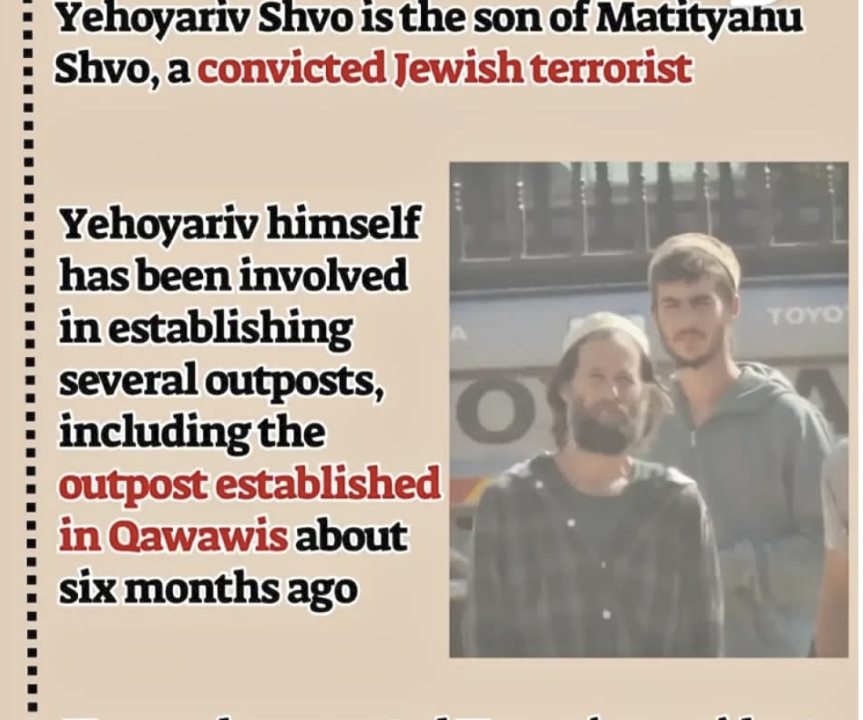 Yehoyariv Shvo is the son of Matityahu
Shvo, a convicted Jewish terrorist
Yehoyariv himself
has been involved
in establishing
several outposts,
including the
outpost established
in Qawawis about
six months ago
TOYO
A
O
A